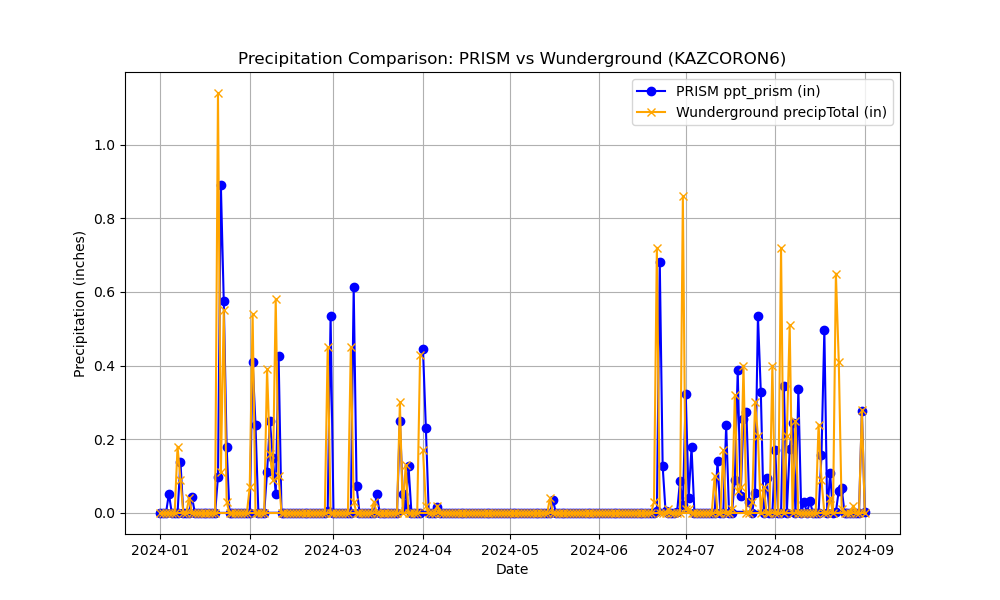 Precipitation Comparison: PRISM vs Wunderground (KAZCORON6)
PRISM ppt_prism (in)
Wunderground precipTotal (in)
Precipitation (inches)
1.0
0.8
0.6
0.4
0.2
0.0
2024-01 2024-02 2024-03 2024-04 2024-05 2024-06 2024-07 2024-08 2024-09
Date